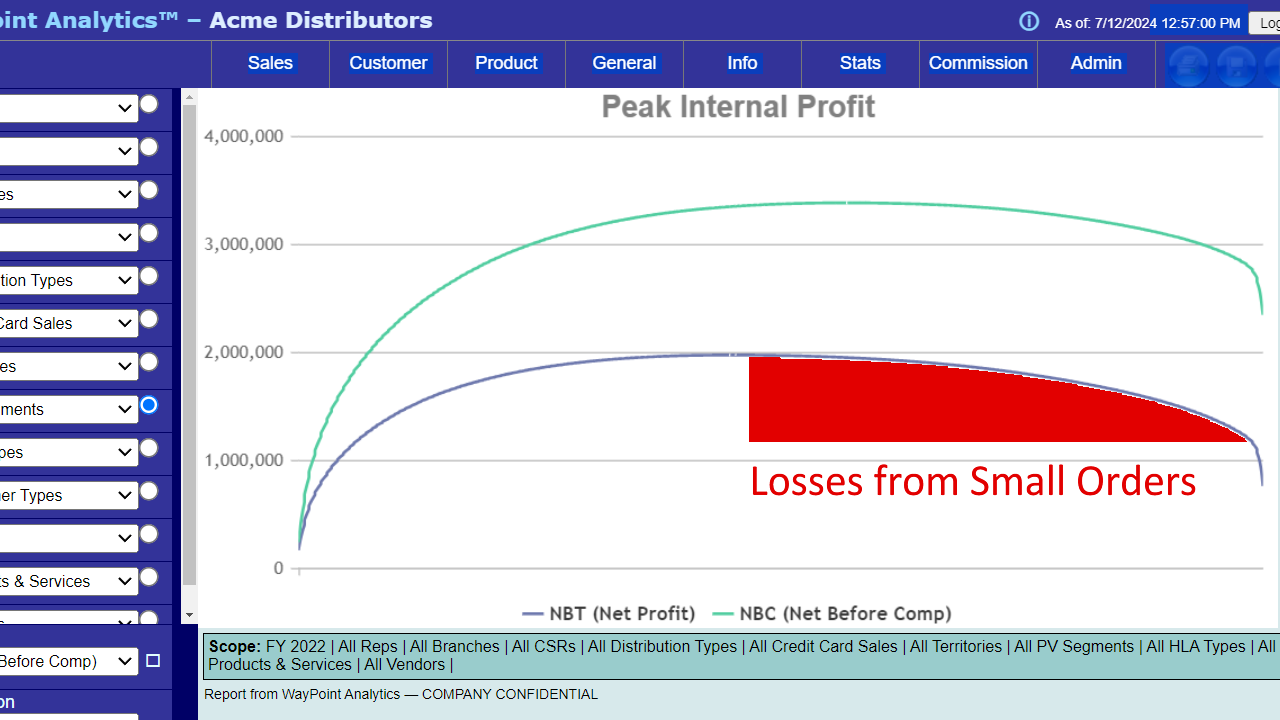 oint Analytics™ – Acme Distributors
As of: 7/12/2024 12:57:00 PM
Log
Sales Customer Product General Info Stats Commission Admin
es
tion Types
Card Sales
es
ments
pes
er Types
ts & Services
Before Comp)
on
Peak Internal Profit
4,000,000
3,000,000
2,000,000
1,000,000
0
Losses from Small Orders
NBT (Net Profit) NBC (Net Before Comp)
Scope: FY 2022 | All Reps | All Branches | All CSRs | All Distribution Types | All Credit Card Sales | All Territories | All PV Segments | All HLA Types | All
Products & Services | All Vendors |
Report from WayPoint Analytics — COMPANY CONFIDENTIAL